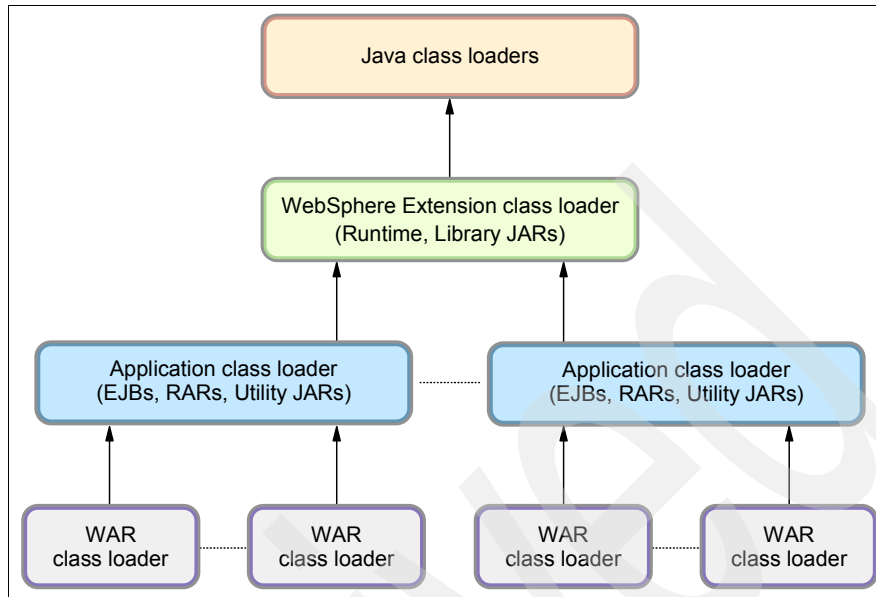 Java class loaders
WebSphere Extension class loader
(Runtime, Library JARs)
Application class loader
(EJBs, RARs, Utility JARs)
Application class loader
(EJBs, RARs, Utility JARs)
WAR
class loader
WAR
class loader
WAR
class loader
WAR
class loader